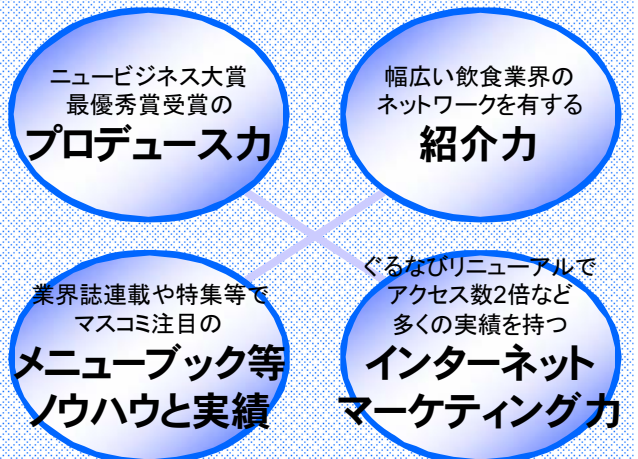 ニュービジネス大賞
最優秀賞受賞の
プロデュース力
幅広い飲食業界の
ネットワークを有する
紹介力
業界誌連載や特集等で
マスコミ注目の
メニューブック等
ノウハウと実績
ぐるなびリニューアルで
アクセス数2倍など
多くの実績を持つ
インターネット
マーケティング力